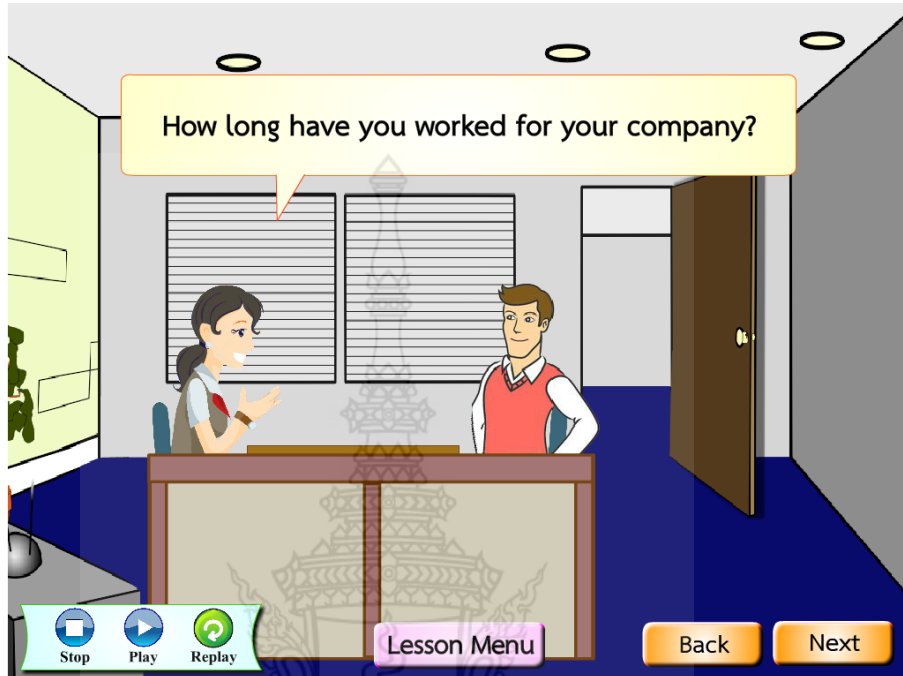 How long have you worked for your company?
Stop
Play
Replay
Lesson Menu
Back
Next